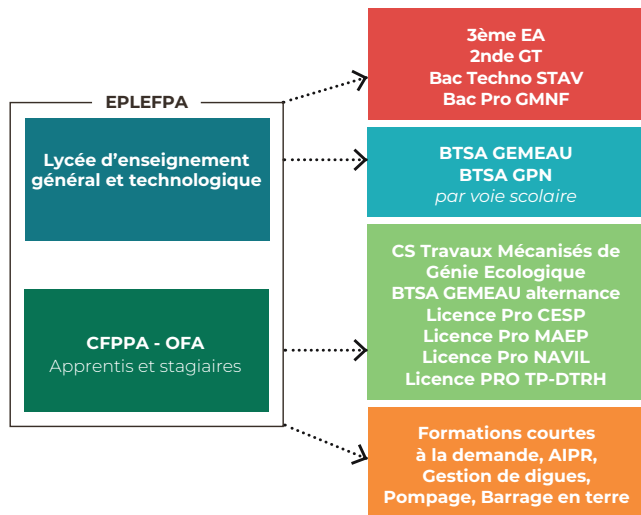 EPLEFPA
Lycée d’enseignement
général et technologique
CFPPA - OFA
Apprentis et stagiaires
3ème EA
2nde GT
Bac Techno STAV
Bac Pro GMNF
BTSA GEMEAU
BTSA GPN
par voie scolaire
CS Travaux Mécanisés de
Génie Ecologique
BTSA GEMEAU alternance
Licence Pro CESP
Licence Pro MAEP
Licence Pro NAVIL
Licence PRO TP-DTRH
Formations courtes
à la demande, AIPR,
Gestion de digues,
Pompage, Barrage en terre